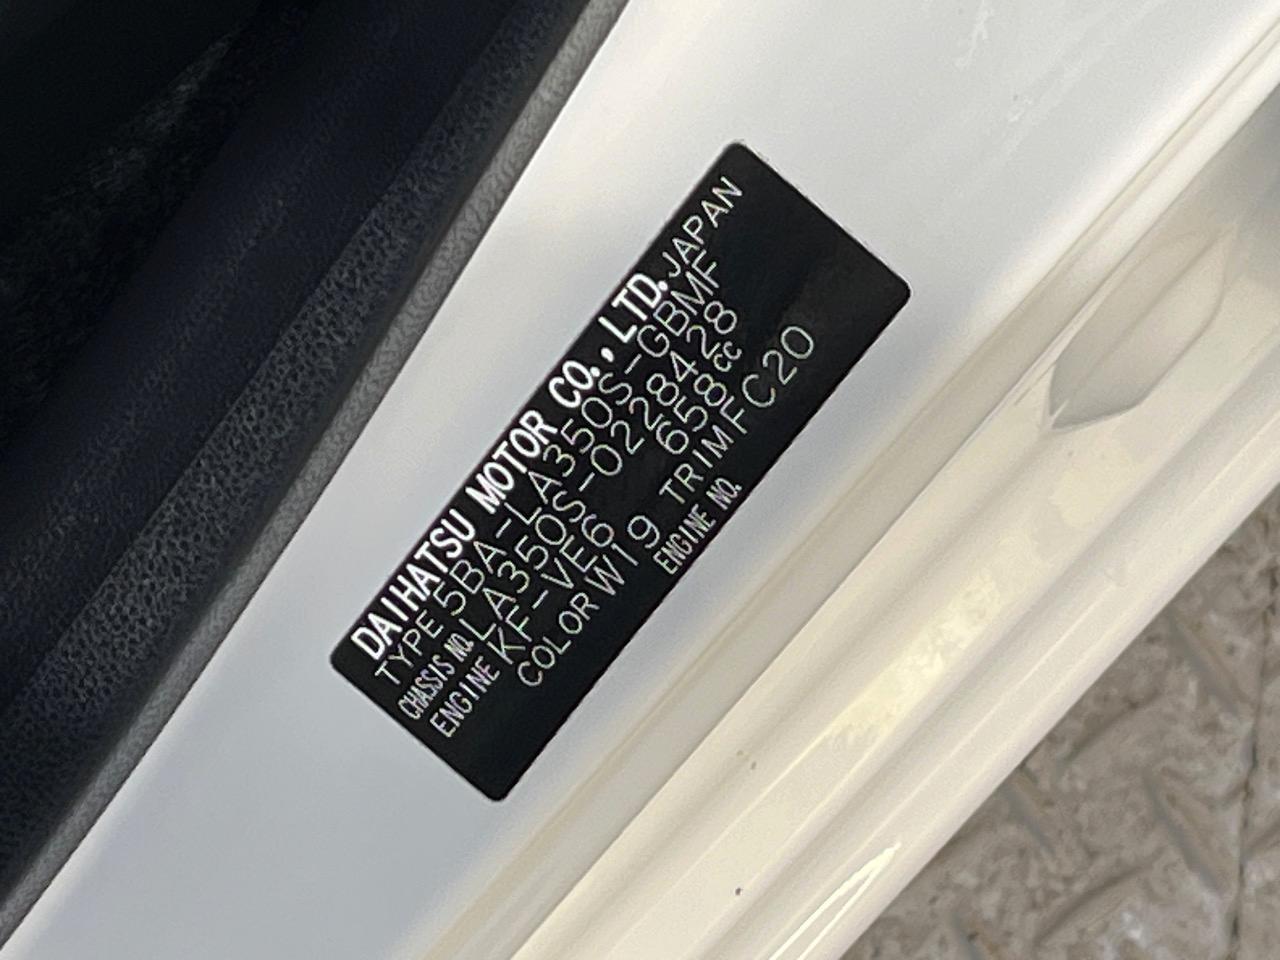 DAIHATSU MOTOR CO.,LTD. JAPAN
TYPE 5BA-LA350S-GBMF
CHASSIS NO. LA350S-0228428
ENGINE KF-VE6 658cc
COLOR W19 TRIM FC20
ENGINE NO.